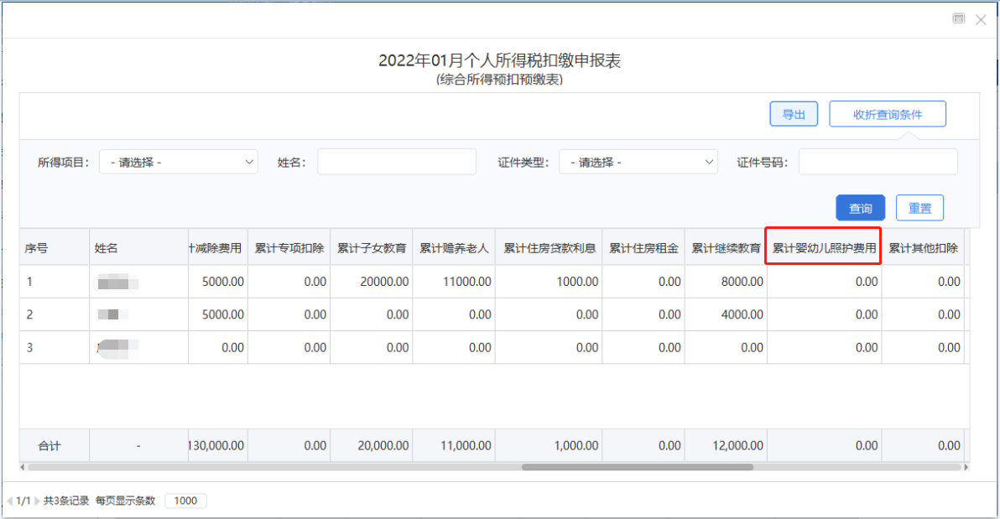 2022年01月个人所得税扣缴申报表
(综合所得预扣预缴表)
导出 收折查询条件
所得项目： - 请选择 - 姓名： 证件类型： - 请选择 - 证件号码：
查询 重置
序号 姓名 计减除费用 累计专项扣除 累计子女教育 累计赡养老人 累计住房贷款利息 累计住房租金 累计继续教育 累计婴幼儿照护费用 累计其他扣除
1 5000.00 0.00 20000.00 11000.00 1000.00 0.00 8000.00 0.00 0.00
2 5000.00 0.00 0.00 0.00 0.00 0.00 4000.00 0.00 0.00
3 0.00 0.00 0.00 0.00 0.00 0.00 0.00 0.00 0.00
合计 - 130,000.00 0.00 20,000.00 11,000.00 1,000.00 0.00 12,000.00 0.00 0.00
1/1 共3条记录 每页显示条数 1000